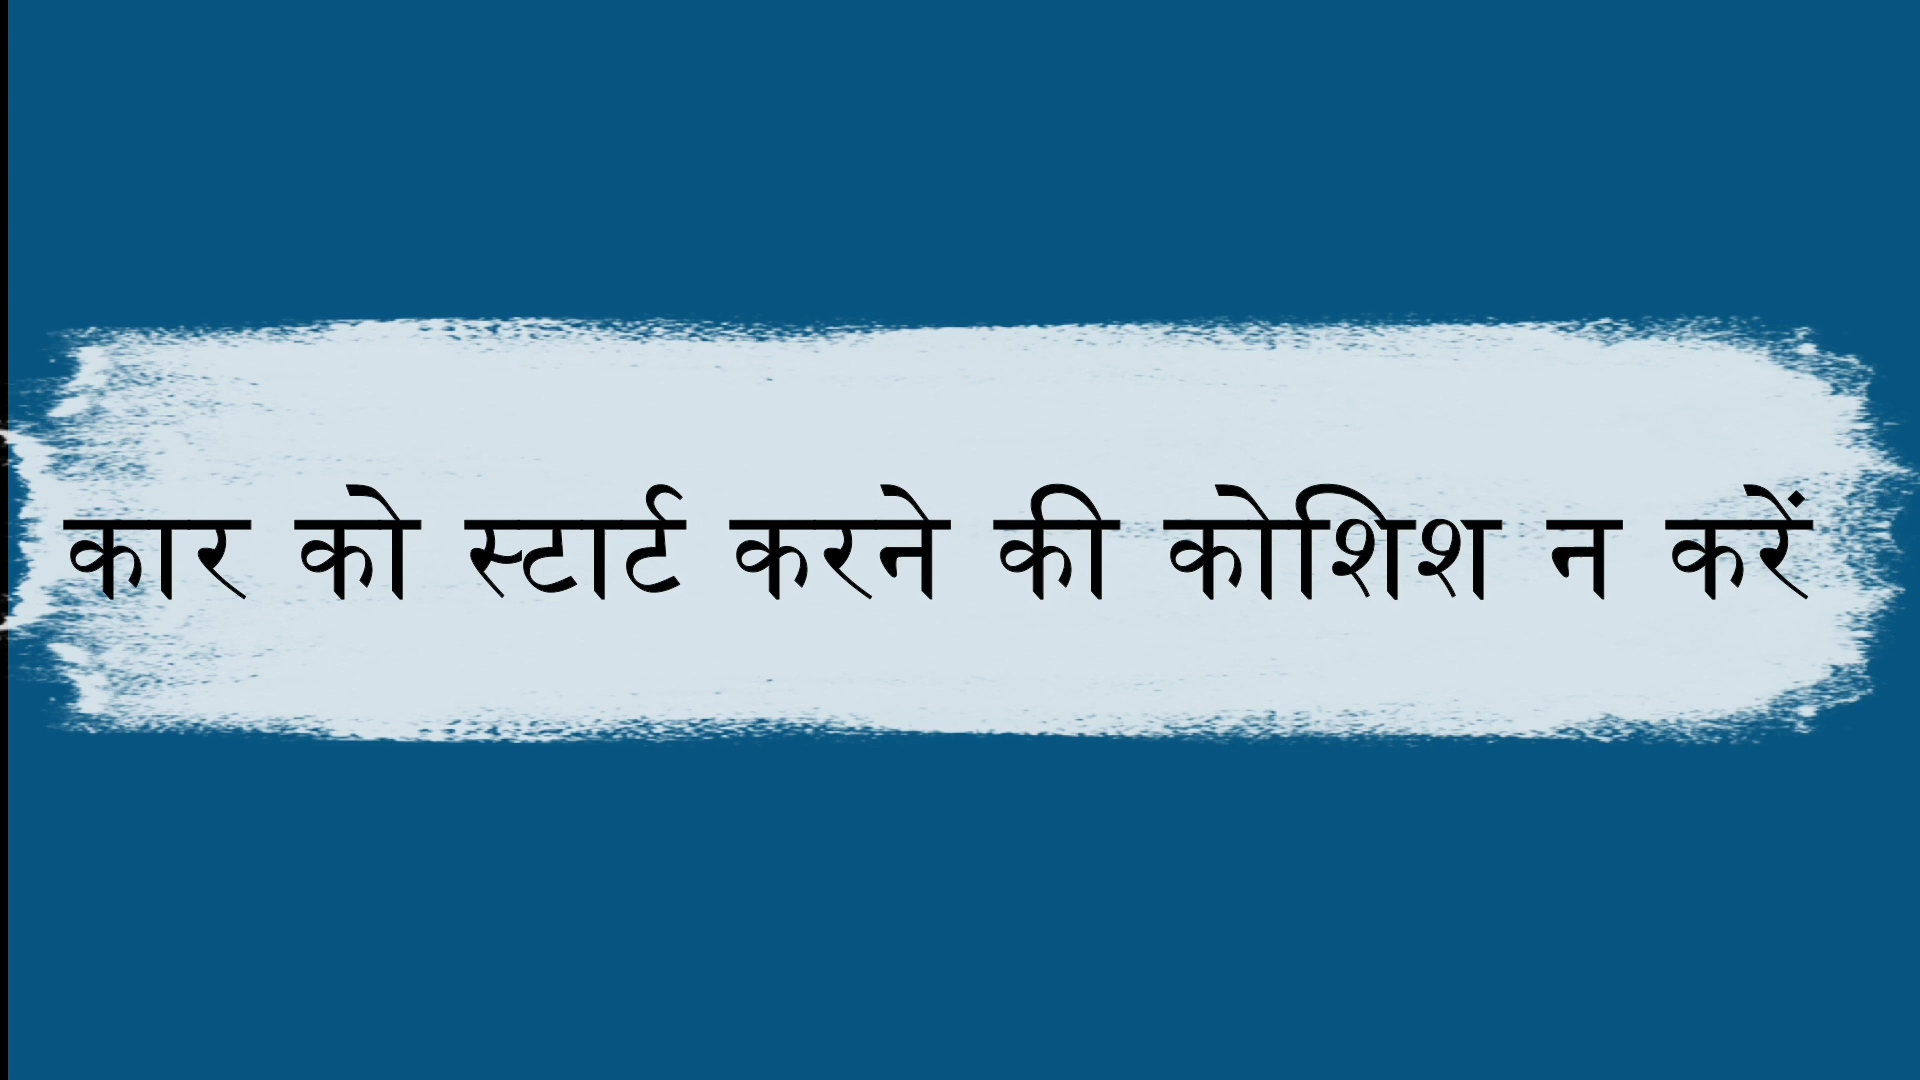 कार को स्टार्ट करने की कोशिश न करें